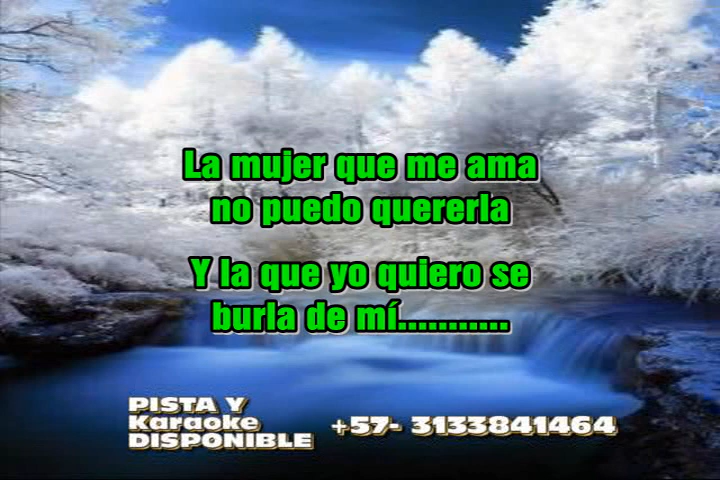 La mujer que me ama
no puedo quererla
Y la que yo quiero se
burla de mí...........
PISTA Y
Karaoke
DISPONIBLE
+57- 3133841464